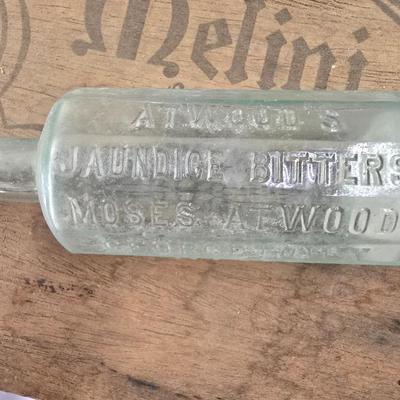 Melini
ATWOOD'S
JAUNDICE BITTERS
MOSES ATWOOD